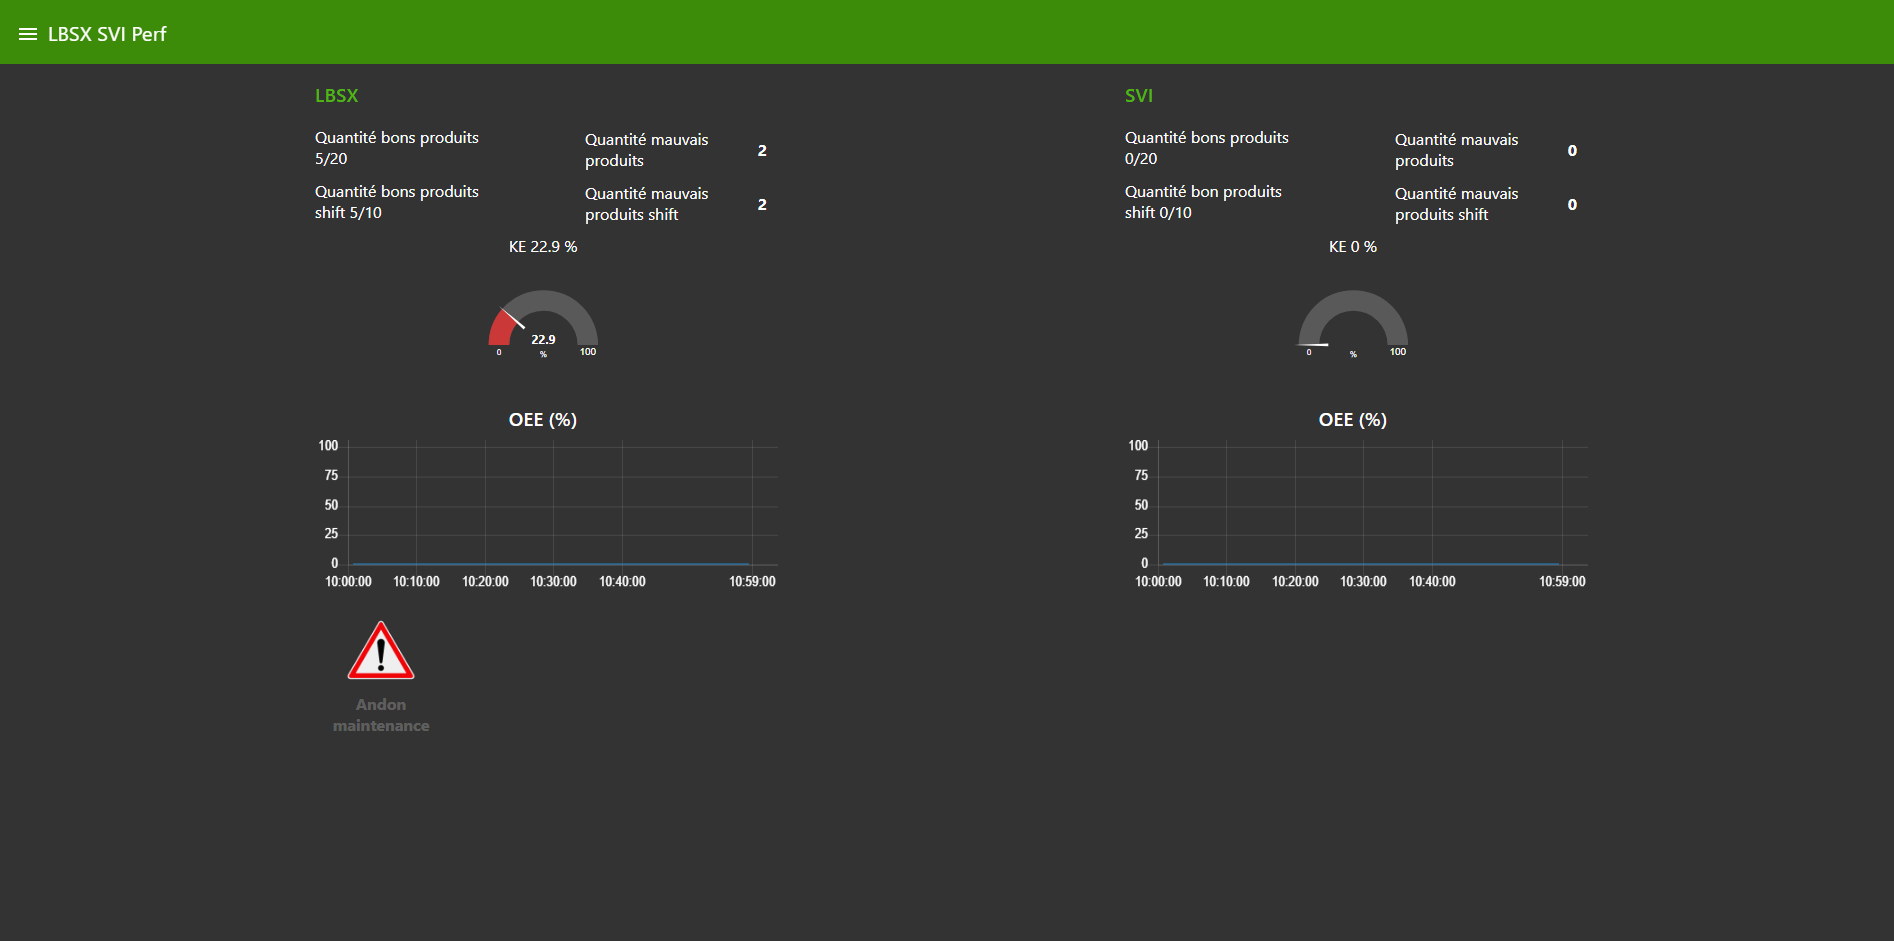 LBSX SVI Perf
LBSX
Quantité bons produits
5/20
Quantité mauvais
produits
2
Quantité bons produits
shift 5/10
Quantité mauvais
produits shift
2
KE 22.9 %
22.9
0
%
100
OEE (%)
100
75
50
25
0
10:00:00 10:10:00 10:20:00 10:30:00 10:40:00 10:59:00
Andon
maintenance
SVI
Quantité bons produits
0/20
Quantité mauvais
produits
0
Quantité bon produits
shift 0/10
Quantité mauvais
produits shift
0
KE 0 %
0
%
100
OEE (%)
100
75
50
25
0
10:00:00 10:10:00 10:20:00 10:30:00 10:40:00 10:59:00